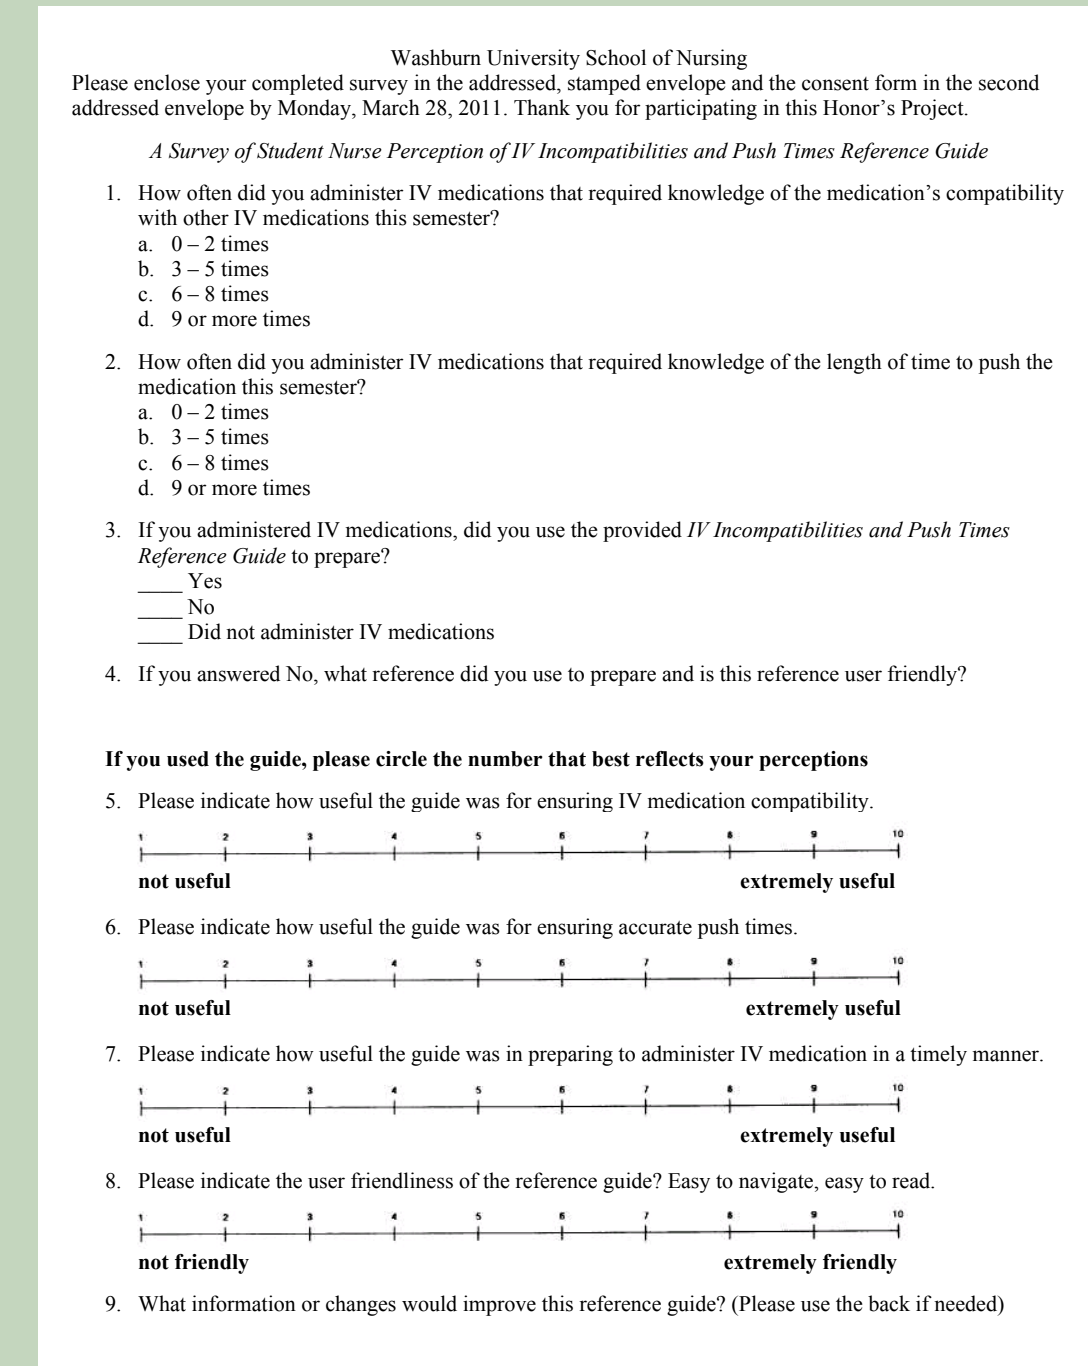 Washburn University School of Nursing
Please enclose your completed survey in the addressed, stamped envelope and the consent form in the second
addressed envelope by Monday, March 28, 2011. Thank you for participating in this Honor’s Project.
A Survey of Student Nurse Perception of IV Incompatibilities and Push Times Reference Guide
1. How often did you administer IV medications that required knowledge of the medication’s compatibility
with other IV medications this semester?
a. 0 – 2 times
b. 3 – 5 times
c. 6 – 8 times
d. 9 or more times
2. How often did you administer IV medications that required knowledge of the length of time to push the
medication this semester?
a. 0 – 2 times
b. 3 – 5 times
c. 6 – 8 times
d. 9 or more times
3. If you administered IV medications, did you use the provided IV Incompatibilities and Push Times
Reference Guide to prepare?
____ Yes
____ No
____ Did not administer IV medications
4. If you answered No, what reference did you use to prepare and is this reference user friendly?
If you used the guide, please circle the number that best reflects your perceptions
5. Please indicate how useful the guide was for ensuring IV medication compatibility.
1 2 3 4 5 6 7 8 9 10
not useful extremely useful
6. Please indicate how useful the guide was for ensuring accurate push times.
1 2 3 4 5 6 7 8 9 10
not useful extremely useful
7. Please indicate how useful the guide was in preparing to administer IV medication in a timely manner.
1 2 3 4 5 6 7 8 9 10
not useful extremely useful
8. Please indicate the user friendliness of the reference guide? Easy to navigate, easy to read.
1 2 3 4 5 6 7 8 9 10
not friendly extremely friendly
9. What information or changes would improve this reference guide? (Please use the back if needed)